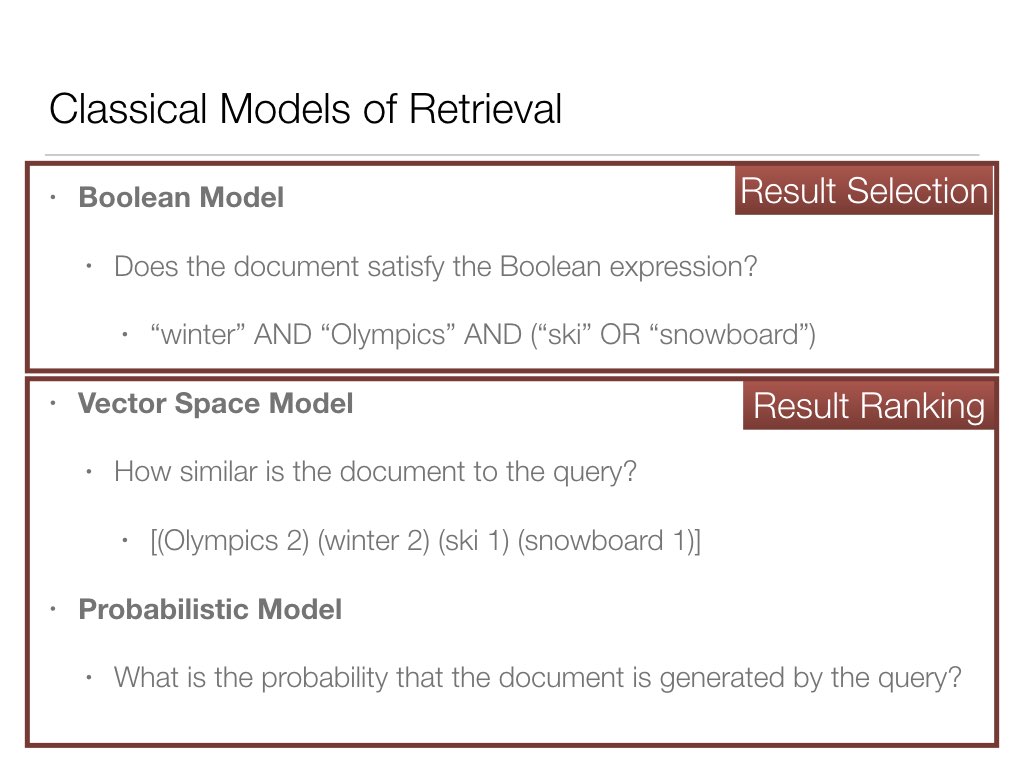 Classical Models of Retrieval
• Boolean Model
Result Selection
• Does the document satisfy the Boolean expression?
• “winter” AND “Olympics” AND (“ski” OR “snowboard”)
• Vector Space Model
Result Ranking
• How similar is the document to the query?
• [(Olympics 2) (winter 2) (ski 1) (snowboard 1)]
• Probabilistic Model
• What is the probability that the document is generated by the query?